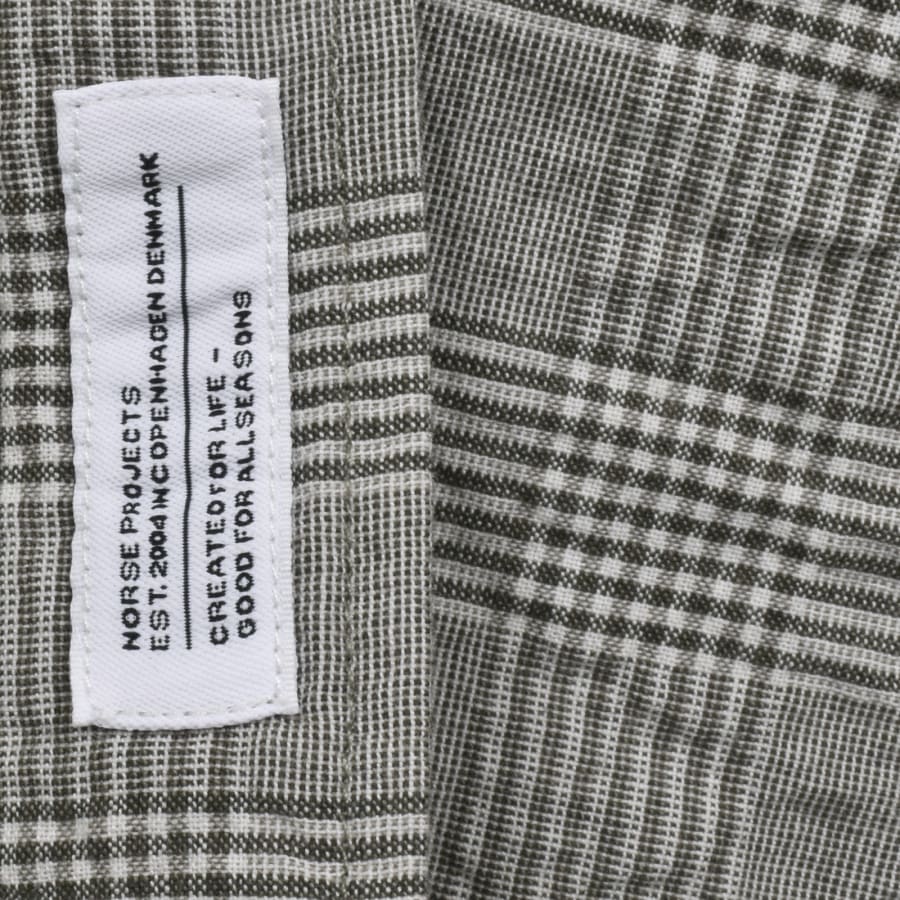 NORSE PROJECTS
EST. 2004 IN COPENHAGEN DENMARK
CREATED FOR LIFE –
GOOD FOR ALL SEASONS